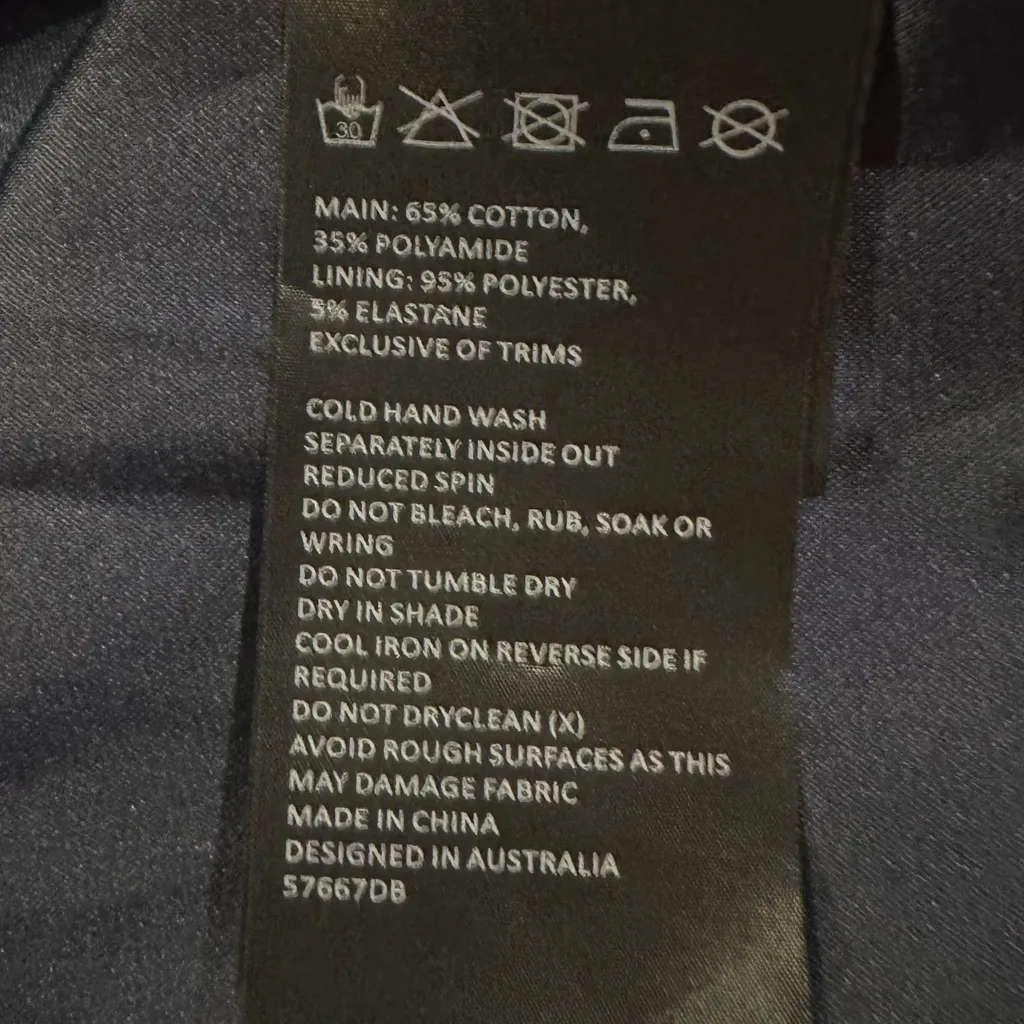 30
MAIN: 65% COTTON,
35% POLYAMIDE
LINING: 95% POLYESTER,
5% ELASTANE
EXCLUSIVE OF TRIMS
COLD HAND WASH
SEPARATELY INSIDE OUT
REDUCED SPIN
DO NOT BLEACH, RUB, SOAK OR
WRING
DO NOT TUMBLE DRY
DRY IN SHADE
COOL IRON ON REVERSE SIDE IF
REQUIRED
DO NOT DRYCLEAN (X)
AVOID ROUGH SURFACES AS THIS
MAY DAMAGE FABRIC
MADE IN CHINA
DESIGNED IN AUSTRALIA
57667DB